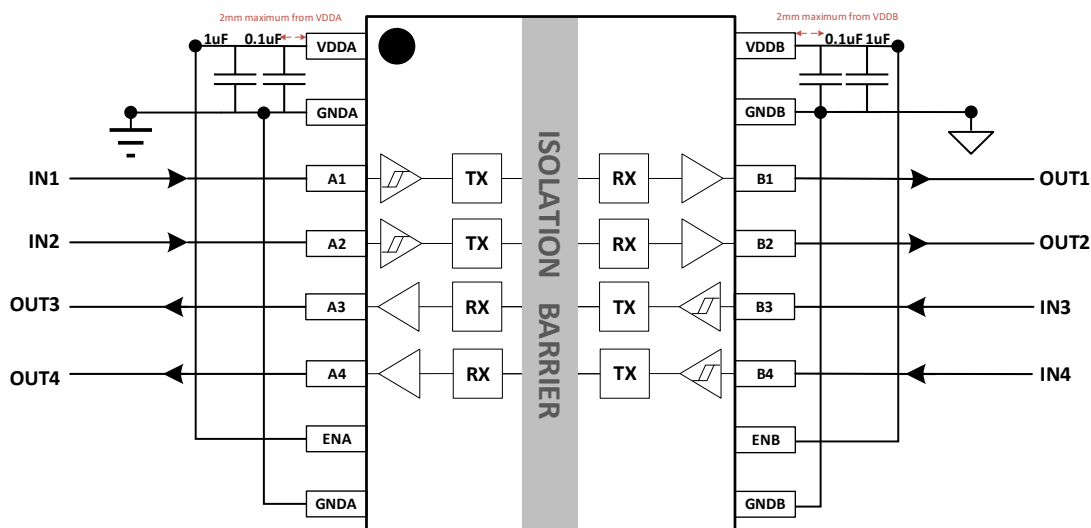 2mm maximum from VDDA
2mm maximum from VDDB
1uF 0.1uF VDDA VDDB 0.1uF 1uF
GNDA GNDB
IN1 A1 TX RX B1 OUT1
IN2 A2 TX RX B2 OUT2
OUT3 A3 RX TX B3 IN3
OUT4 A4 RX TX B4 IN4
ENA ENB
GNDA GNDB
ISOLATION BARRIER